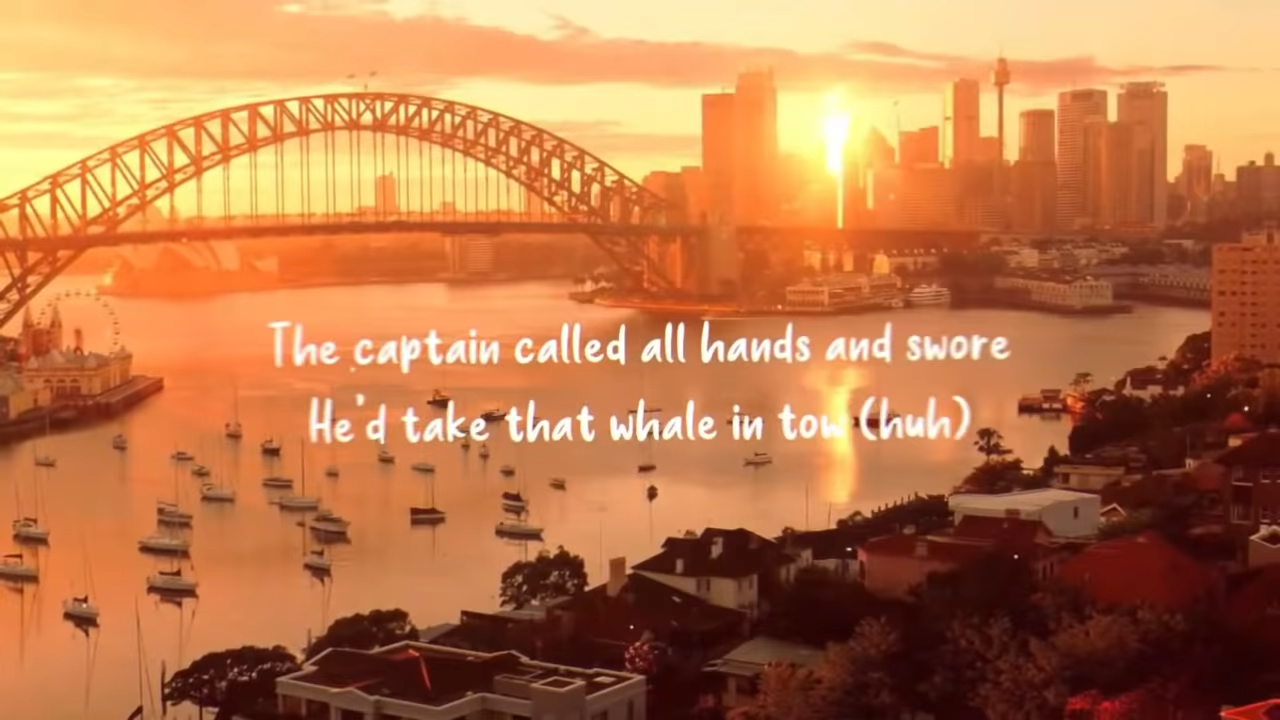 The captain called all hands and swore
He'd take that whale in tow (huh)